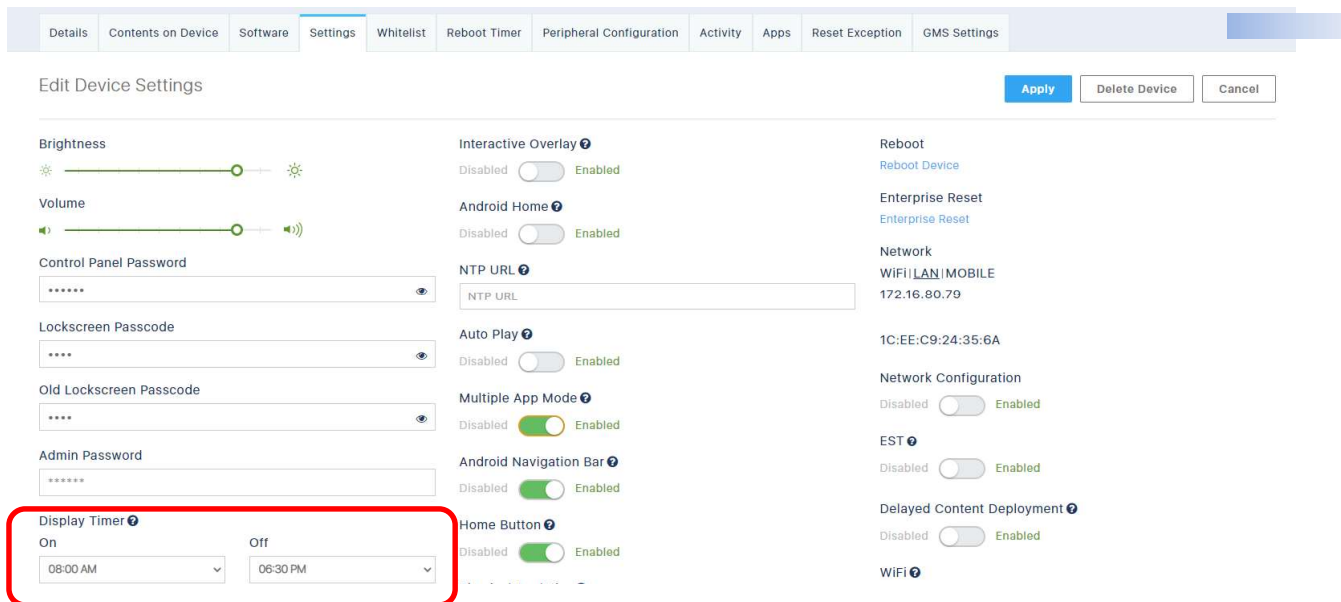 Details Contents on Device Software Settings Whitelist Reboot Timer Peripheral Configuration Activity Apps Reset Exception GMS Settings
Edit Device Settings
Apply Delete Device Cancel
Brightness
Volume
Control Panel Password
••••••
Lockscreen Passcode
••••
Old Lockscreen Passcode
••••
Admin Password
******
Display Timer
On Off
08:00 AM 06:30 PM
Interactive Overlay
Disabled Enabled
Android Home
Disabled Enabled
NTP URL
NTP URL
Auto Play
Disabled Enabled
Multiple App Mode
Disabled Enabled
Android Navigation Bar
Disabled Enabled
Home Button
Disabled Enabled
Reboot
Reboot Device
Enterprise Reset
Enterprise Reset
Network
WiFi|LAN|MOBILE
172.16.80.79
1C:EE:C9:24:35:6A
Network Configuration
Disabled Enabled
EST
Disabled Enabled
Delayed Content Deployment
Disabled Enabled
WiFi